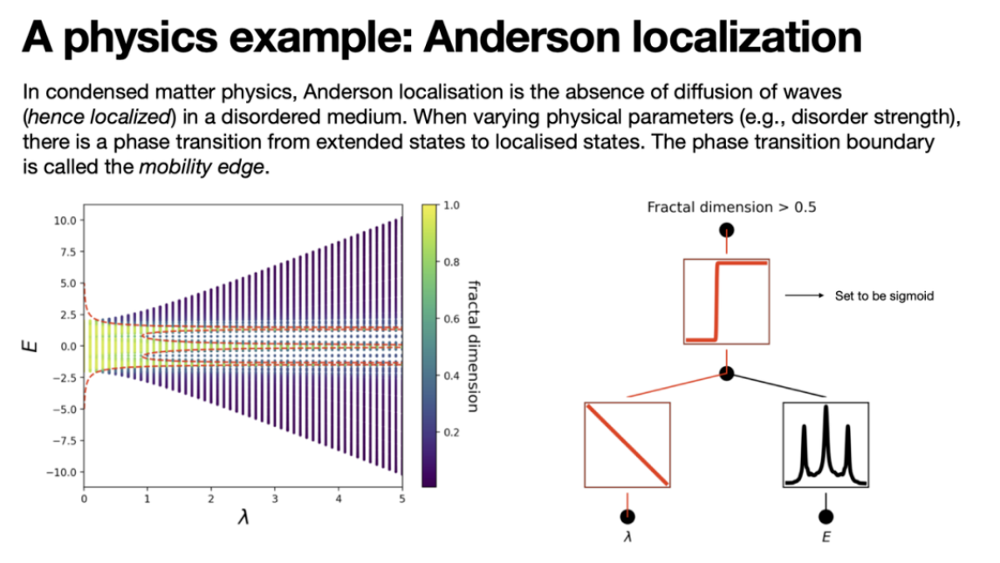 A physics example: Anderson localization
In condensed matter physics, Anderson localisation is the absence of diffusion of waves
(hence localized) in a disordered medium. When varying physical parameters (e.g., disorder strength),
there is a phase transition from extended states to localised states. The phase transition boundary
is called the mobility edge.
10.0
7.5
5.0
2.5
0.0
−2.5
−5.0
−7.5
−10.0
E
0 1 2 3 4 5
λ
1.0
0.8
0.6
0.4
0.2
fractal dimension
Fractal dimension > 0.5
Set to be sigmoid
λ
E